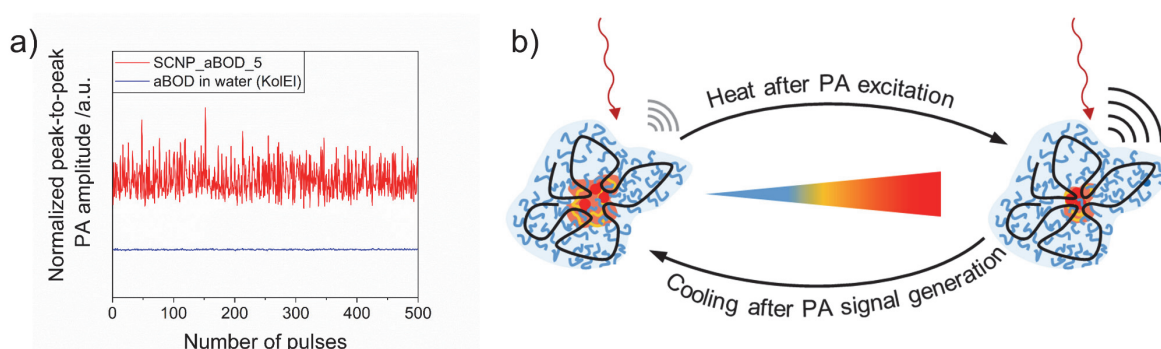 a)
SCNP_aBOD_5
aBOD in water (KolEl)
Normalized peak-to-peak
PA amplitude /a.u.
0 100 200 300 400 500
Number of pulses
b)
Heat after PA excitation
Cooling after PA signal generation